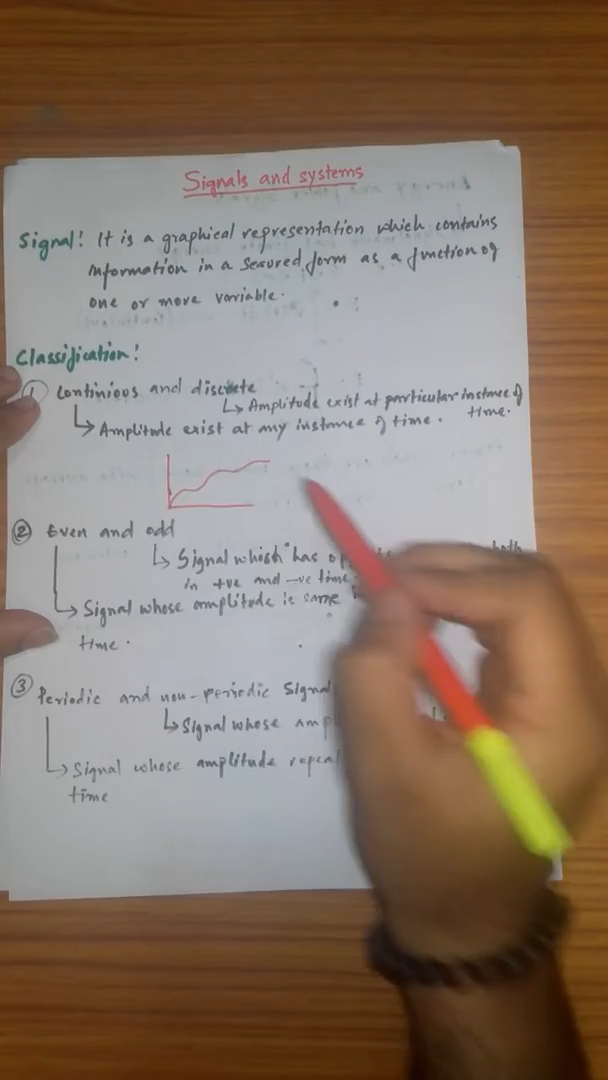 Signals and systems
Signal! It is a graphical representation which contains
information in a secured form as a function of
one or more variable.
Classification!
① Continious and discrete
↳ Amplitude exist at particular instance of
time.
↳ Amplitude exist at any instance of time.
② Even and odd
↳ Signal which has both
in +ve and -ve time.
↳ Signal whose amplitude is same
time.
③ Periodic and non-periodic Signal
↳ Signal whose
↳ Signal whose amplitude
time